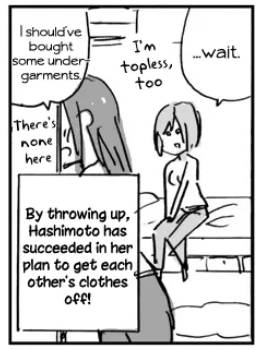 ...wait.
I'm
topless,
too
I should've
bought
some under-
garments.
There's
none
here
By throwing up,
Hashimoto has
succeeded in her
plan to get each
other's clothes
off!